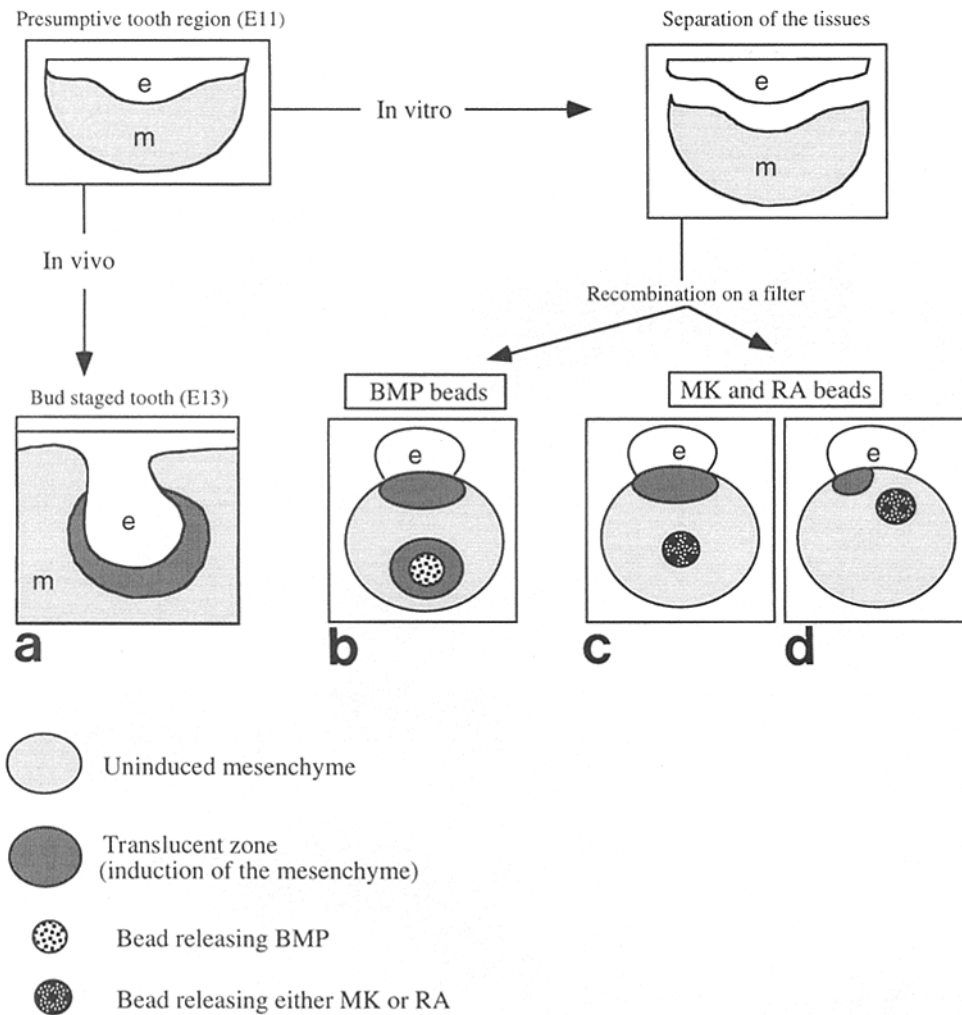 Presumptive tooth region (E11)
Separation of the tissues
e
m
In vitro
e
m
In vivo
Recombination on a filter
Bud staged tooth (E13)
BMP beads
MK and RA beads
e
m
e
e
e
a
b
c
d
Uninduced mesenchyme
Translucent zone
(induction of the mesenchyme)
Bead releasing BMP
Bead releasing either MK or RA